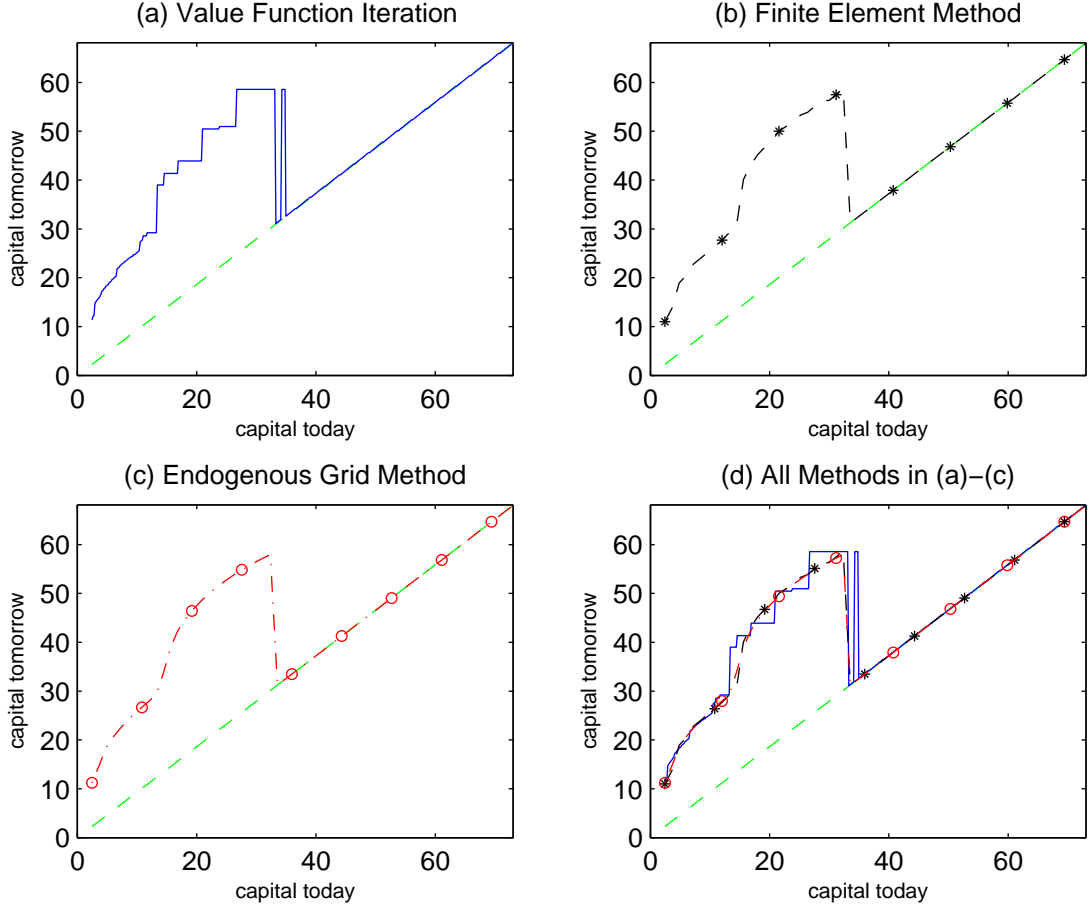 (a) Value Function Iteration
60
50
40
30
20
10
0
capital tomorrow
0 20 40 60
capital today
(b) Finite Element Method
60
50
40
30
20
10
0
capital tomorrow
0 20 40 60
capital today
(c) Endogenous Grid Method
60
50
40
30
20
10
0
capital tomorrow
0 20 40 60
capital today
(d) All Methods in (a)−(c)
60
50
40
30
20
10
0
capital tomorrow
0 20 40 60
capital today